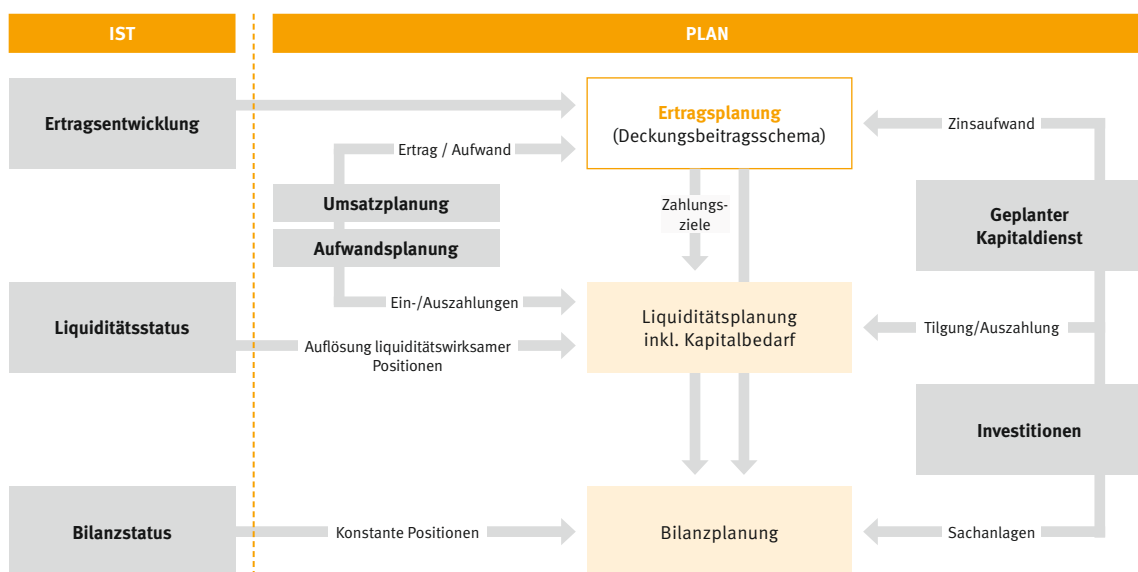 IST
PLAN
Ertragsentwicklung
Ertragsplanung
(Deckungsbeitragsschema)
Zinsaufwand
Ertrag / Aufwand
Umsatzplanung
Aufwandsplanung
Zahlungs-
ziele
Geplanter
Kapitaldienst
Ein-/Auszahlungen
Liquiditätsstatus
Liquiditätsplanung
inkl. Kapitalbedarf
Tilgung/Auszahlung
Auflösung liquiditätswirksamer
Positionen
Investitionen
Bilanzstatus
Konstante Positionen
Bilanzplanung
Sachanlagen